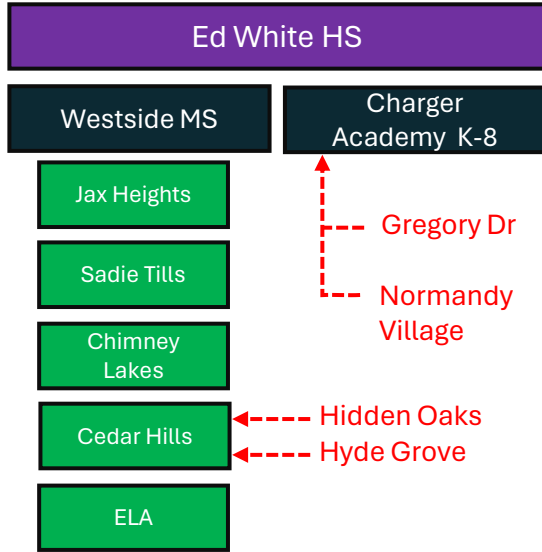 Ed White HS
Westside MS
Charger
Academy K-8
Jax Heights
Gregory Dr
Sadie Tills
Normandy
Village
Chimney
Lakes
Cedar Hills
Hidden Oaks
Hyde Grove
ELA